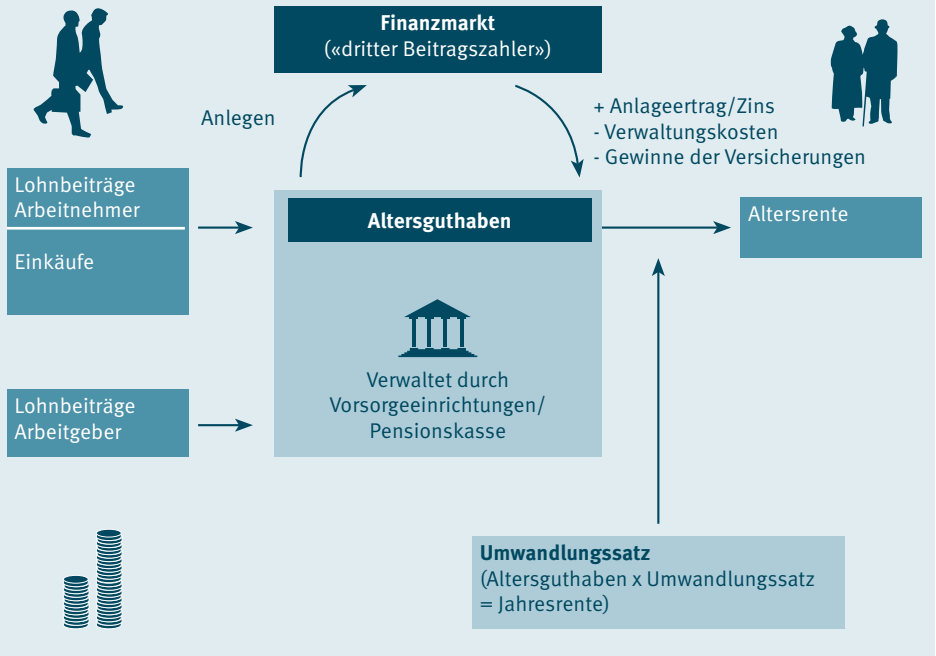 Finanzmarkt
(«dritter Beitragszahler»)
Anlegen
+ Anlageertrag/Zins
- Verwaltungskosten
- Gewinne der Versicherungen
Lohnbeiträge
Arbeitnehmer
Einkäufe
Altersguthaben
Altersrente
Verwaltet durch
Vorsorgeeinrichtungen/
Pensionskasse
Lohnbeiträge
Arbeitgeber
Umwandlungssatz
(Altersguthaben x Umwandlungssatz
= Jahresrente)